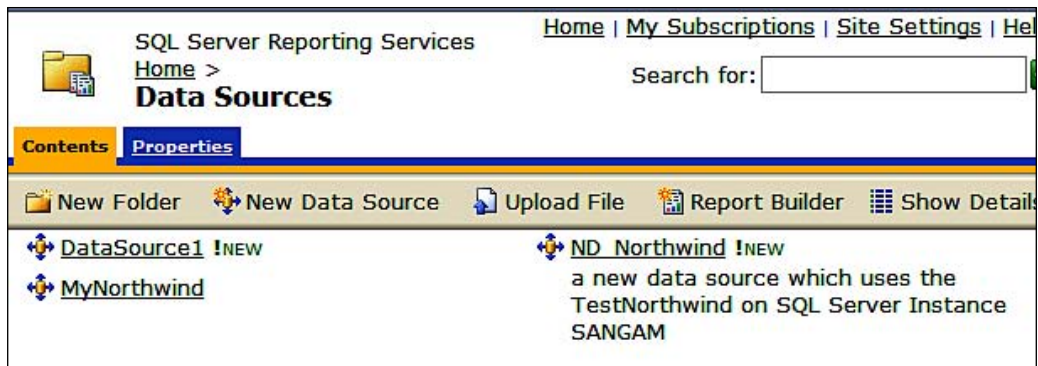 Home | My Subscriptions | Site Settings | Hel
SQL Server Reporting Services
Home >
Data Sources
Search for:
Contents Properties
New Folder New Data Source Upload File Report Builder Show Details
DataSource1 !NEW
MyNorthwind
ND_Northwind !NEW
a new data source which uses the
TestNorthwind on SQL Server Instance
SANGAM